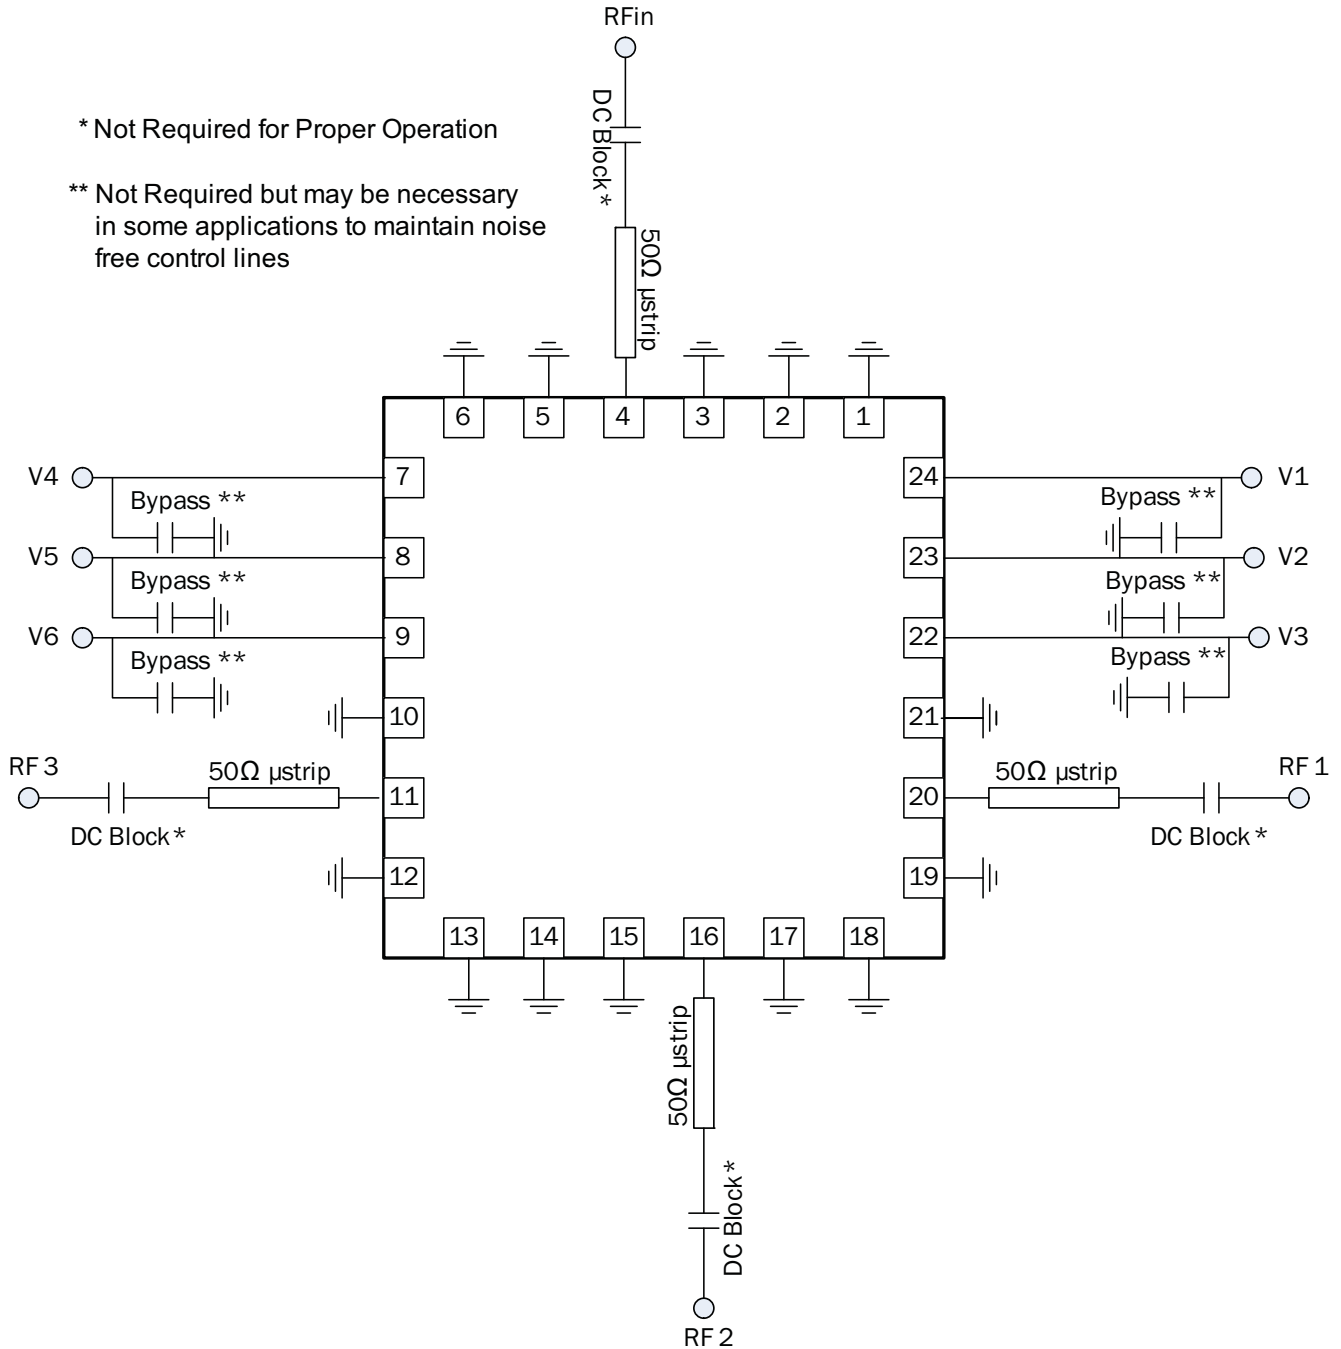 RFin
DC Block*
* Not Required for Proper Operation
** Not Required but may be necessary
in some applications to maintain noise
free control lines
50Ω µstrip
6 5 4 3 2 1
V4 7 24 V1
Bypass ** Bypass **
V5 8 23 V2
Bypass ** Bypass **
V6 9 22 V3
Bypass ** Bypass **
10 21
RF 3 50Ω µstrip 11 20 50Ω µstrip RF 1
DC Block* DC Block*
12 19
13 14 15 16 17 18
50Ω µstrip
DC Block*
RF 2